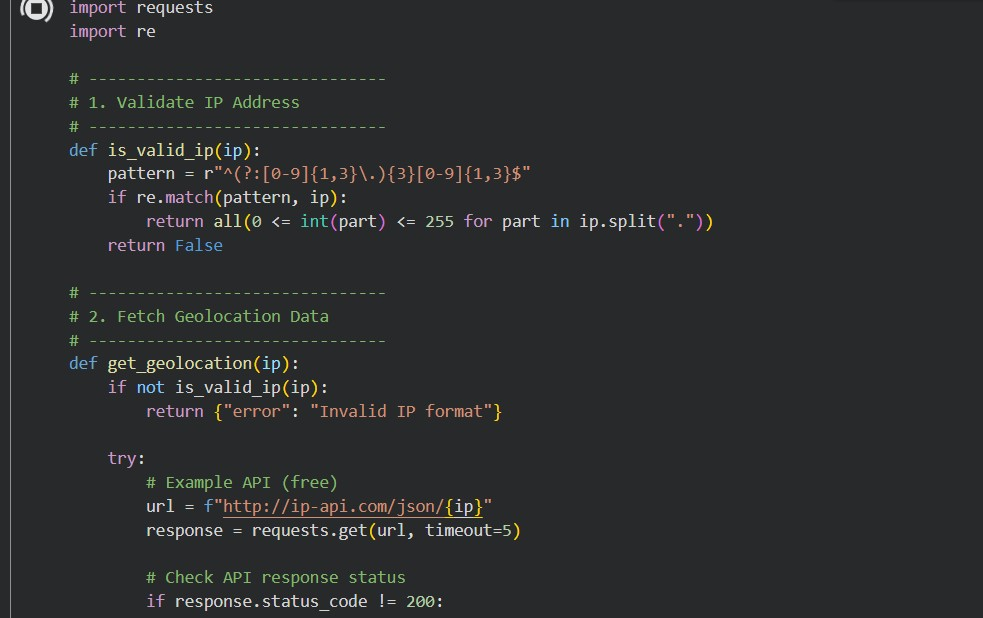 import requests
import re
# -------------------------------
# 1. Validate IP Address
# -------------------------------
def is_valid_ip(ip):
    pattern = r"^(?:[0-9]{1,3}\.){3}[0-9]{1,3}$"
    if re.match(pattern, ip):
        return all(0 <= int(part) <= 255 for part in ip.split("."))
    return False
# -------------------------------
# 2. Fetch Geolocation Data
# -------------------------------
def get_geolocation(ip):
    if not is_valid_ip(ip):
        return {"error": "Invalid IP format"}
    try:
        # Example API (free)
        url = f"http://ip-api.com/json/{ip}"
        response = requests.get(url, timeout=5)
        # Check API response status
        if response.status_code != 200: